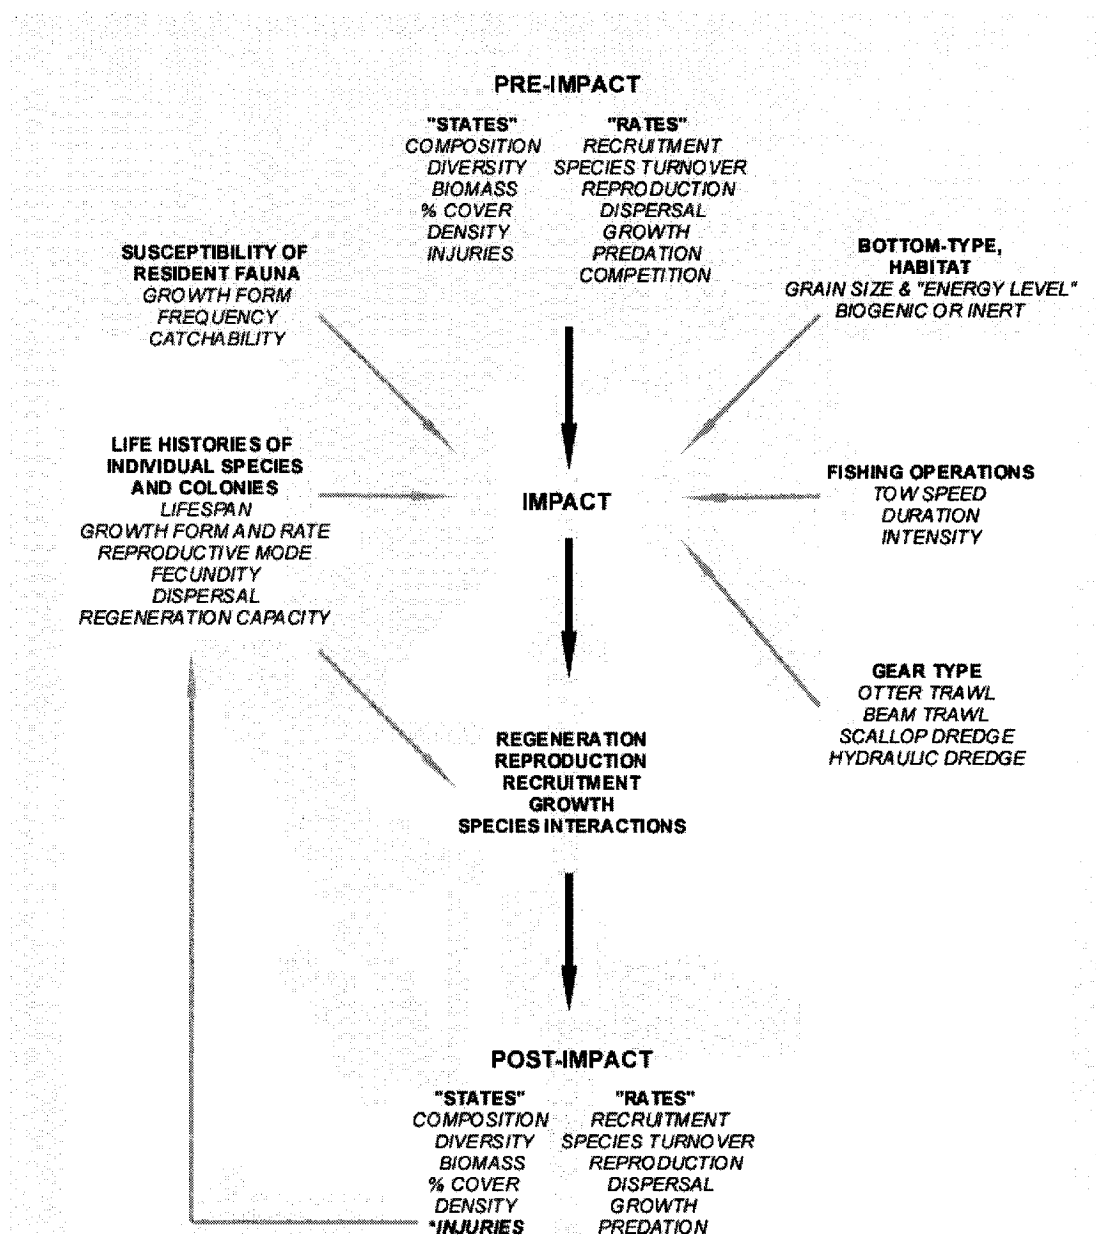 PRE-IMPACT
"STATES"
COMPOSITION
DIVERSITY
BIOMASS
% COVER
DENSITY
INJURIES
"RATES"
RECRUITMENT
SPECIES TURNOVER
REPRODUCTION
DISPERSAL
GROWTH
PREDATION
COMPETITION
SUSCEPTIBILITY OF
RESIDENT FAUNA
GROWTH FORM
FREQUENCY
CATCHABILITY
BOTTOM-TYPE,
HABITAT
GRAIN SIZE & "ENERGY LEVEL"
BIOGENIC OR INERT
LIFE HISTORIES OF
INDIVIDUAL SPECIES
AND COLONIES
LIFESPAN
GROWTH FORM AND RATE
REPRODUCTIVE MODE
FECUNDITY
DISPERSAL
REGENERATION CAPACITY
IMPACT
FISHING OPERATIONS
TOW SPEED
DURATION
INTENSITY
GEAR TYPE
OTTER TRAWL
BEAM TRAWL
SCALLOP DREDGE
HYDRAULIC DREDGE
REGENERATION
REPRODUCTION
RECRUITMENT
GROWTH
SPECIES INTERACTIONS
POST-IMPACT
"STATES"
COMPOSITION
DIVERSITY
BIOMASS
% COVER
DENSITY
*INJURIES
"RATES"
RECRUITMENT
SPECIES TURNOVER
REPRODUCTION
DISPERSAL
GROWTH
PREDATION